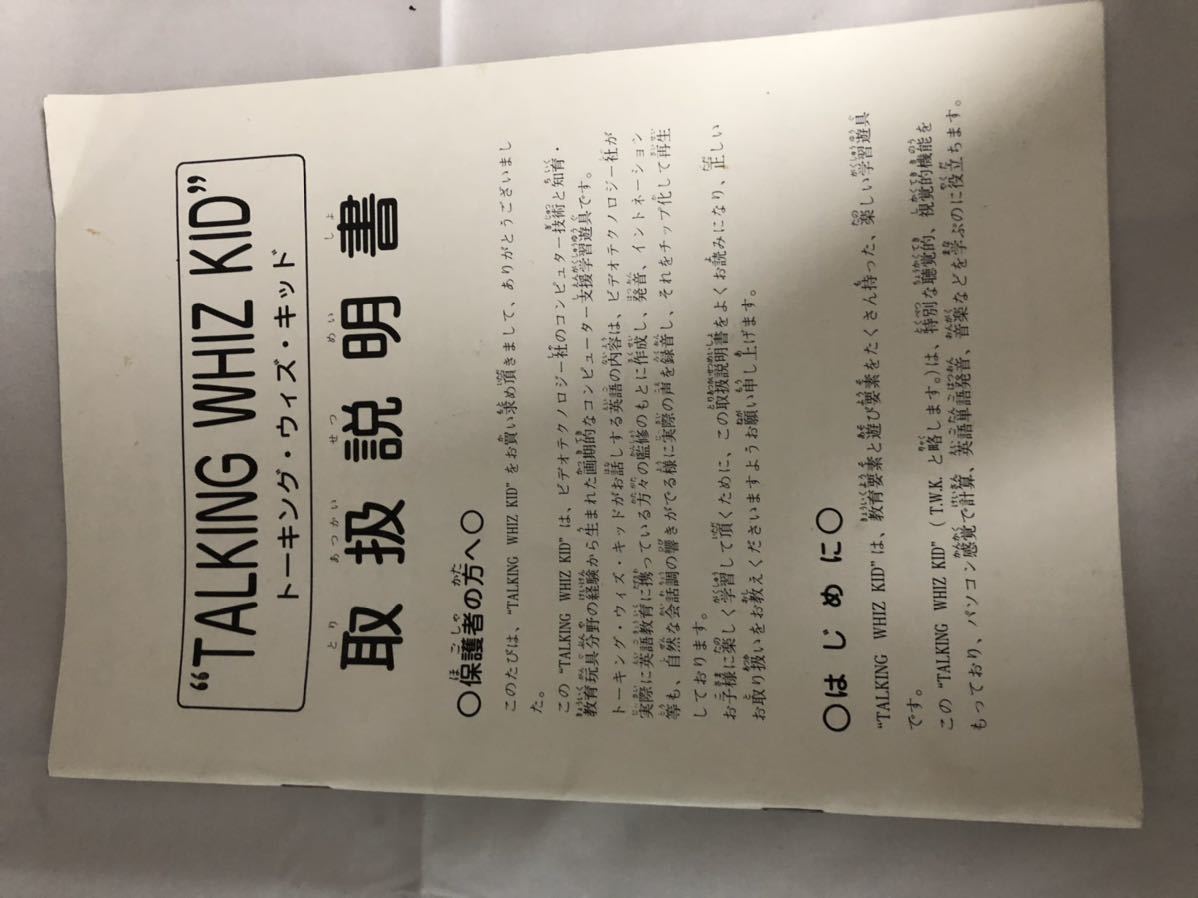 “TALKING WHIZ KID”
トーキング・ウィズ・キッド
取扱説明書
とり あつかい せつ めい しょ
○保護者の方へ○
このたびは、“TALKING WHIZ KID” をお買い求め頂きまして、ありがとうございまし
た。
この “TALKING WHIZ KID” は、ビデオテクノロジー社のコンピュター技術と知育・
教育玩具分野の経験から生まれた画期的なコンピューター支援学習遊具です。
トーキング・ウィズ・キッドがお話しする英語の内容は、ビデオテクノロジー社が
実際に英語教育に携っている方々の監修のもとに作成し、発音、イントネーション
等も、自然な会話調の響きがでる様に実際の声を録音し、それをチップ化して再生
しております。
お子様に楽しく学習して頂くために、この取扱説明書をよくお読みになり、正しい
お取り扱いをお教えくださいますようお願い申し上げます。
○はじめに○
“TALKING WHIZ KID” は、教育要素と遊び要素をたくさん持った、楽しい学習遊具
です。
この “TALKING WHIZ KID” ( T.W.K. と略します。)は、特別な聴覚的、視覚的機能を
もっており、パソコン感覚で計算、英語単語発音、音楽などを学ぶのに役立ちます。